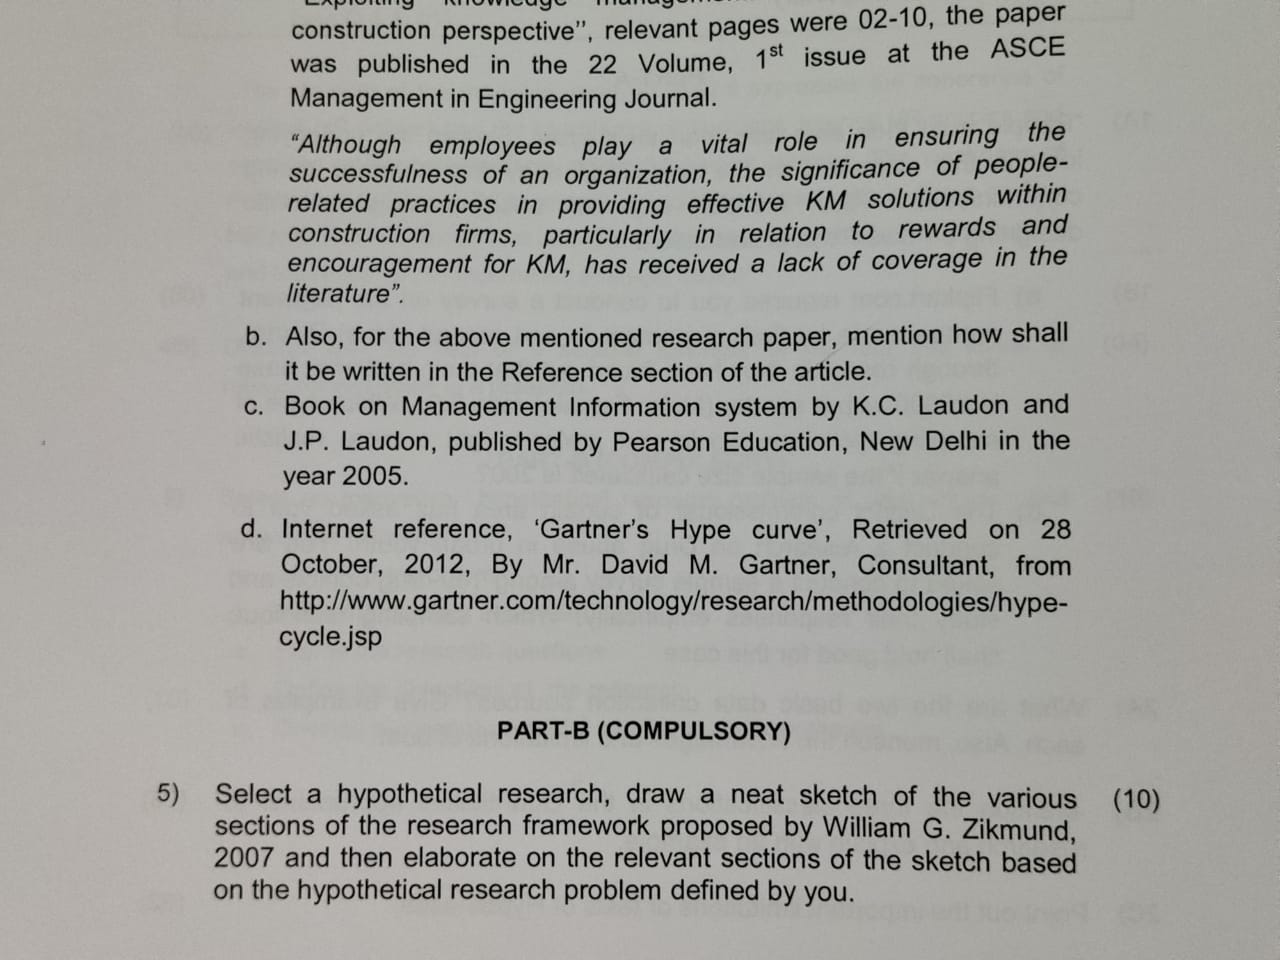 "Exploiting knowledge
construction perspective", relevant pages were 02-10, the paper
was published in the 22 Volume, 1st issue at the ASCE
Management in Engineering Journal.
"Although employees play a vital role in ensuring the
successfulness of an organization, the significance of people-
related practices in providing effective KM solutions within
construction firms, particularly in relation to rewards and
encouragement for KM, has received a lack of coverage in the
literature".
b. Also, for the above mentioned research paper, mention how shall
it be written in the Reference section of the article.
c. Book on Management Information system by K.C. Laudon and
J.P. Laudon, published by Pearson Education, New Delhi in the
year 2005.
d. Internet reference, 'Gartner's Hype curve', Retrieved on 28
October, 2012, By Mr. David M. Gartner, Consultant, from
http://www.gartner.com/technology/research/methodologies/hype-
cycle.jsp
PART-B (COMPULSORY)
5) Select a hypothetical research, draw a neat sketch of the various (10)
sections of the research framework proposed by William G. Zikmund,
2007 and then elaborate on the relevant sections of the sketch based
on the hypothetical research problem defined by you.